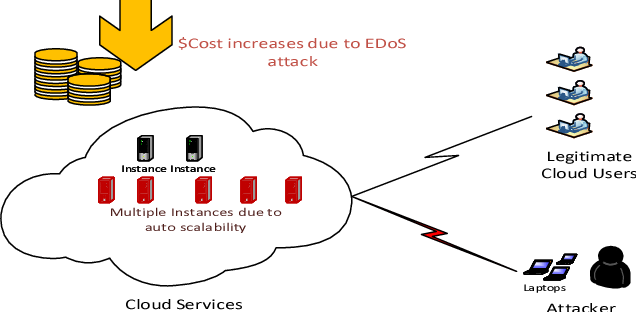 $Cost increases due to EDoS
attack
Instance Instance
Multiple Instances due to
auto scalability
Cloud Services
Legitimate
Cloud Users
Laptops
Attacker